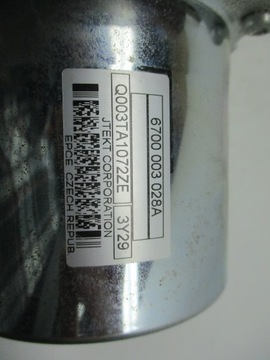 6700 003 028A
Q003TA1072ZE 3Y29
JTEKT CORPORATION
EPCE CZECH REPUB